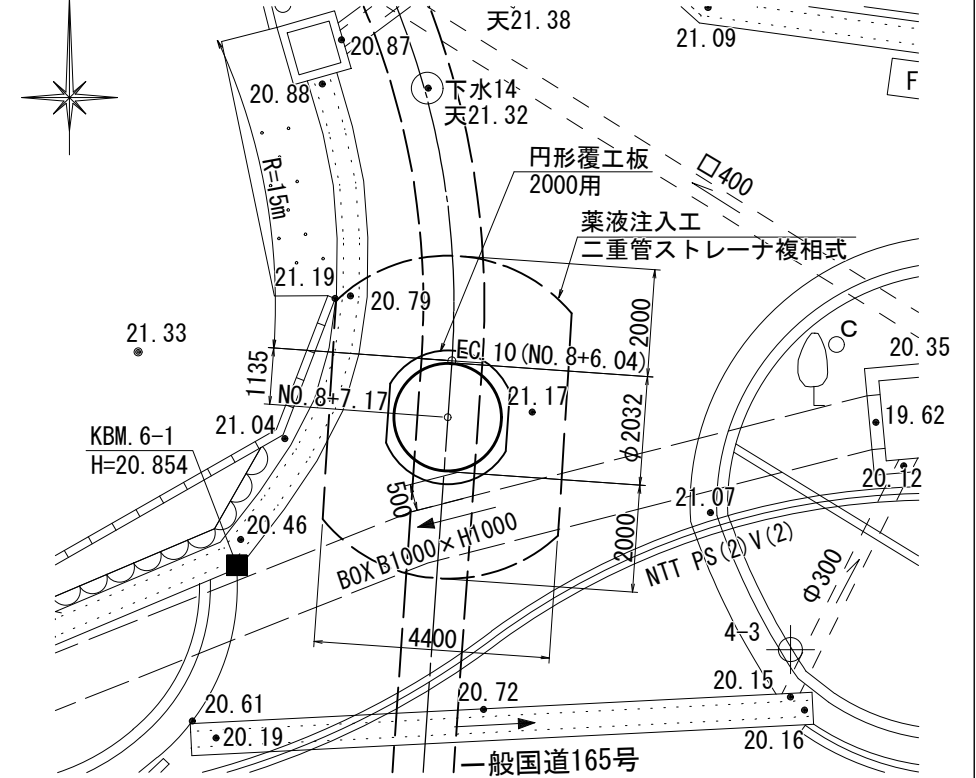 天21.38
21.09
20.87
F
20.88
下水14
天21.32
円形覆工板
2000用
□400
R=15m
薬液注入工
二重管ストレーナ複相式
21.19
20.79
2000
21.33
C
20.35
EC.10(NO.8+6.04)
1135
NO.8+7.17
21.17
19.62
21.04
φ2032
KBM.6-1
H=20.854
20.12
500
21.07
20.46
2000
BOX B1000×H1000
NTT PS(2)V(2)
φ300
4400
4-3
20.15
20.72
20.61
20.19
20.16
一般国道165号